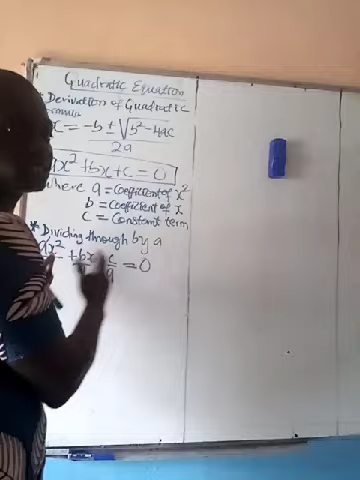 Quadratic Equation
* Derivation of Quadratic
formula
= -b ± √b² - 4ac
2a
x² + bx + c = 0
where a = coefficient of x²
b = coefficient of x
c = constant term
* Dividing through by a
ax² + bx c = 0
a